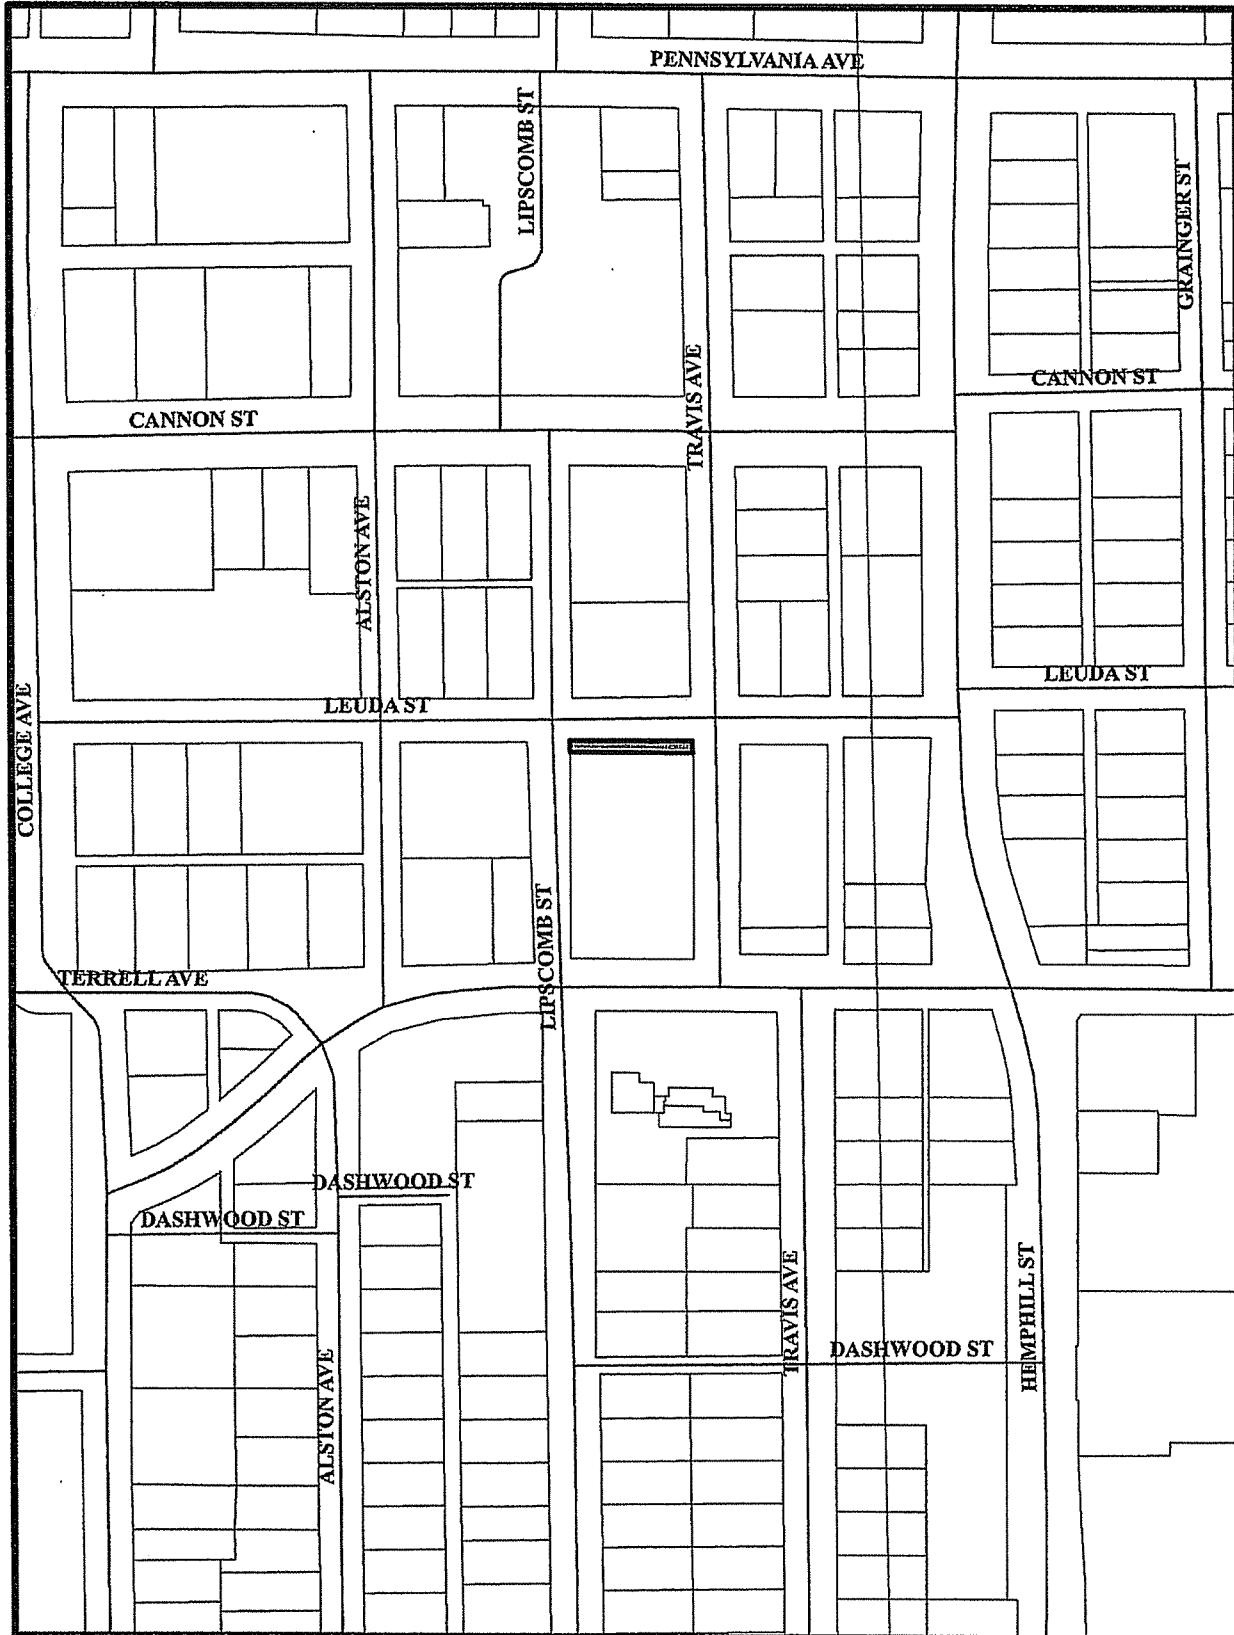 PENNSYLVANIA AVE
LIPSCOMB ST
GRAINGER ST
TRAVIS AVE
CANNON ST
CANNON ST
ALSTON AVE
LEUDA ST
LEUDA ST
COLLEGE AVE
LIPSCOMB ST
TERRELL AVE
DASHWOOD ST
DASHWOOD ST
TRAVIS AVE
HEMPHILL ST
DASHWOOD ST
ALSTON AVE